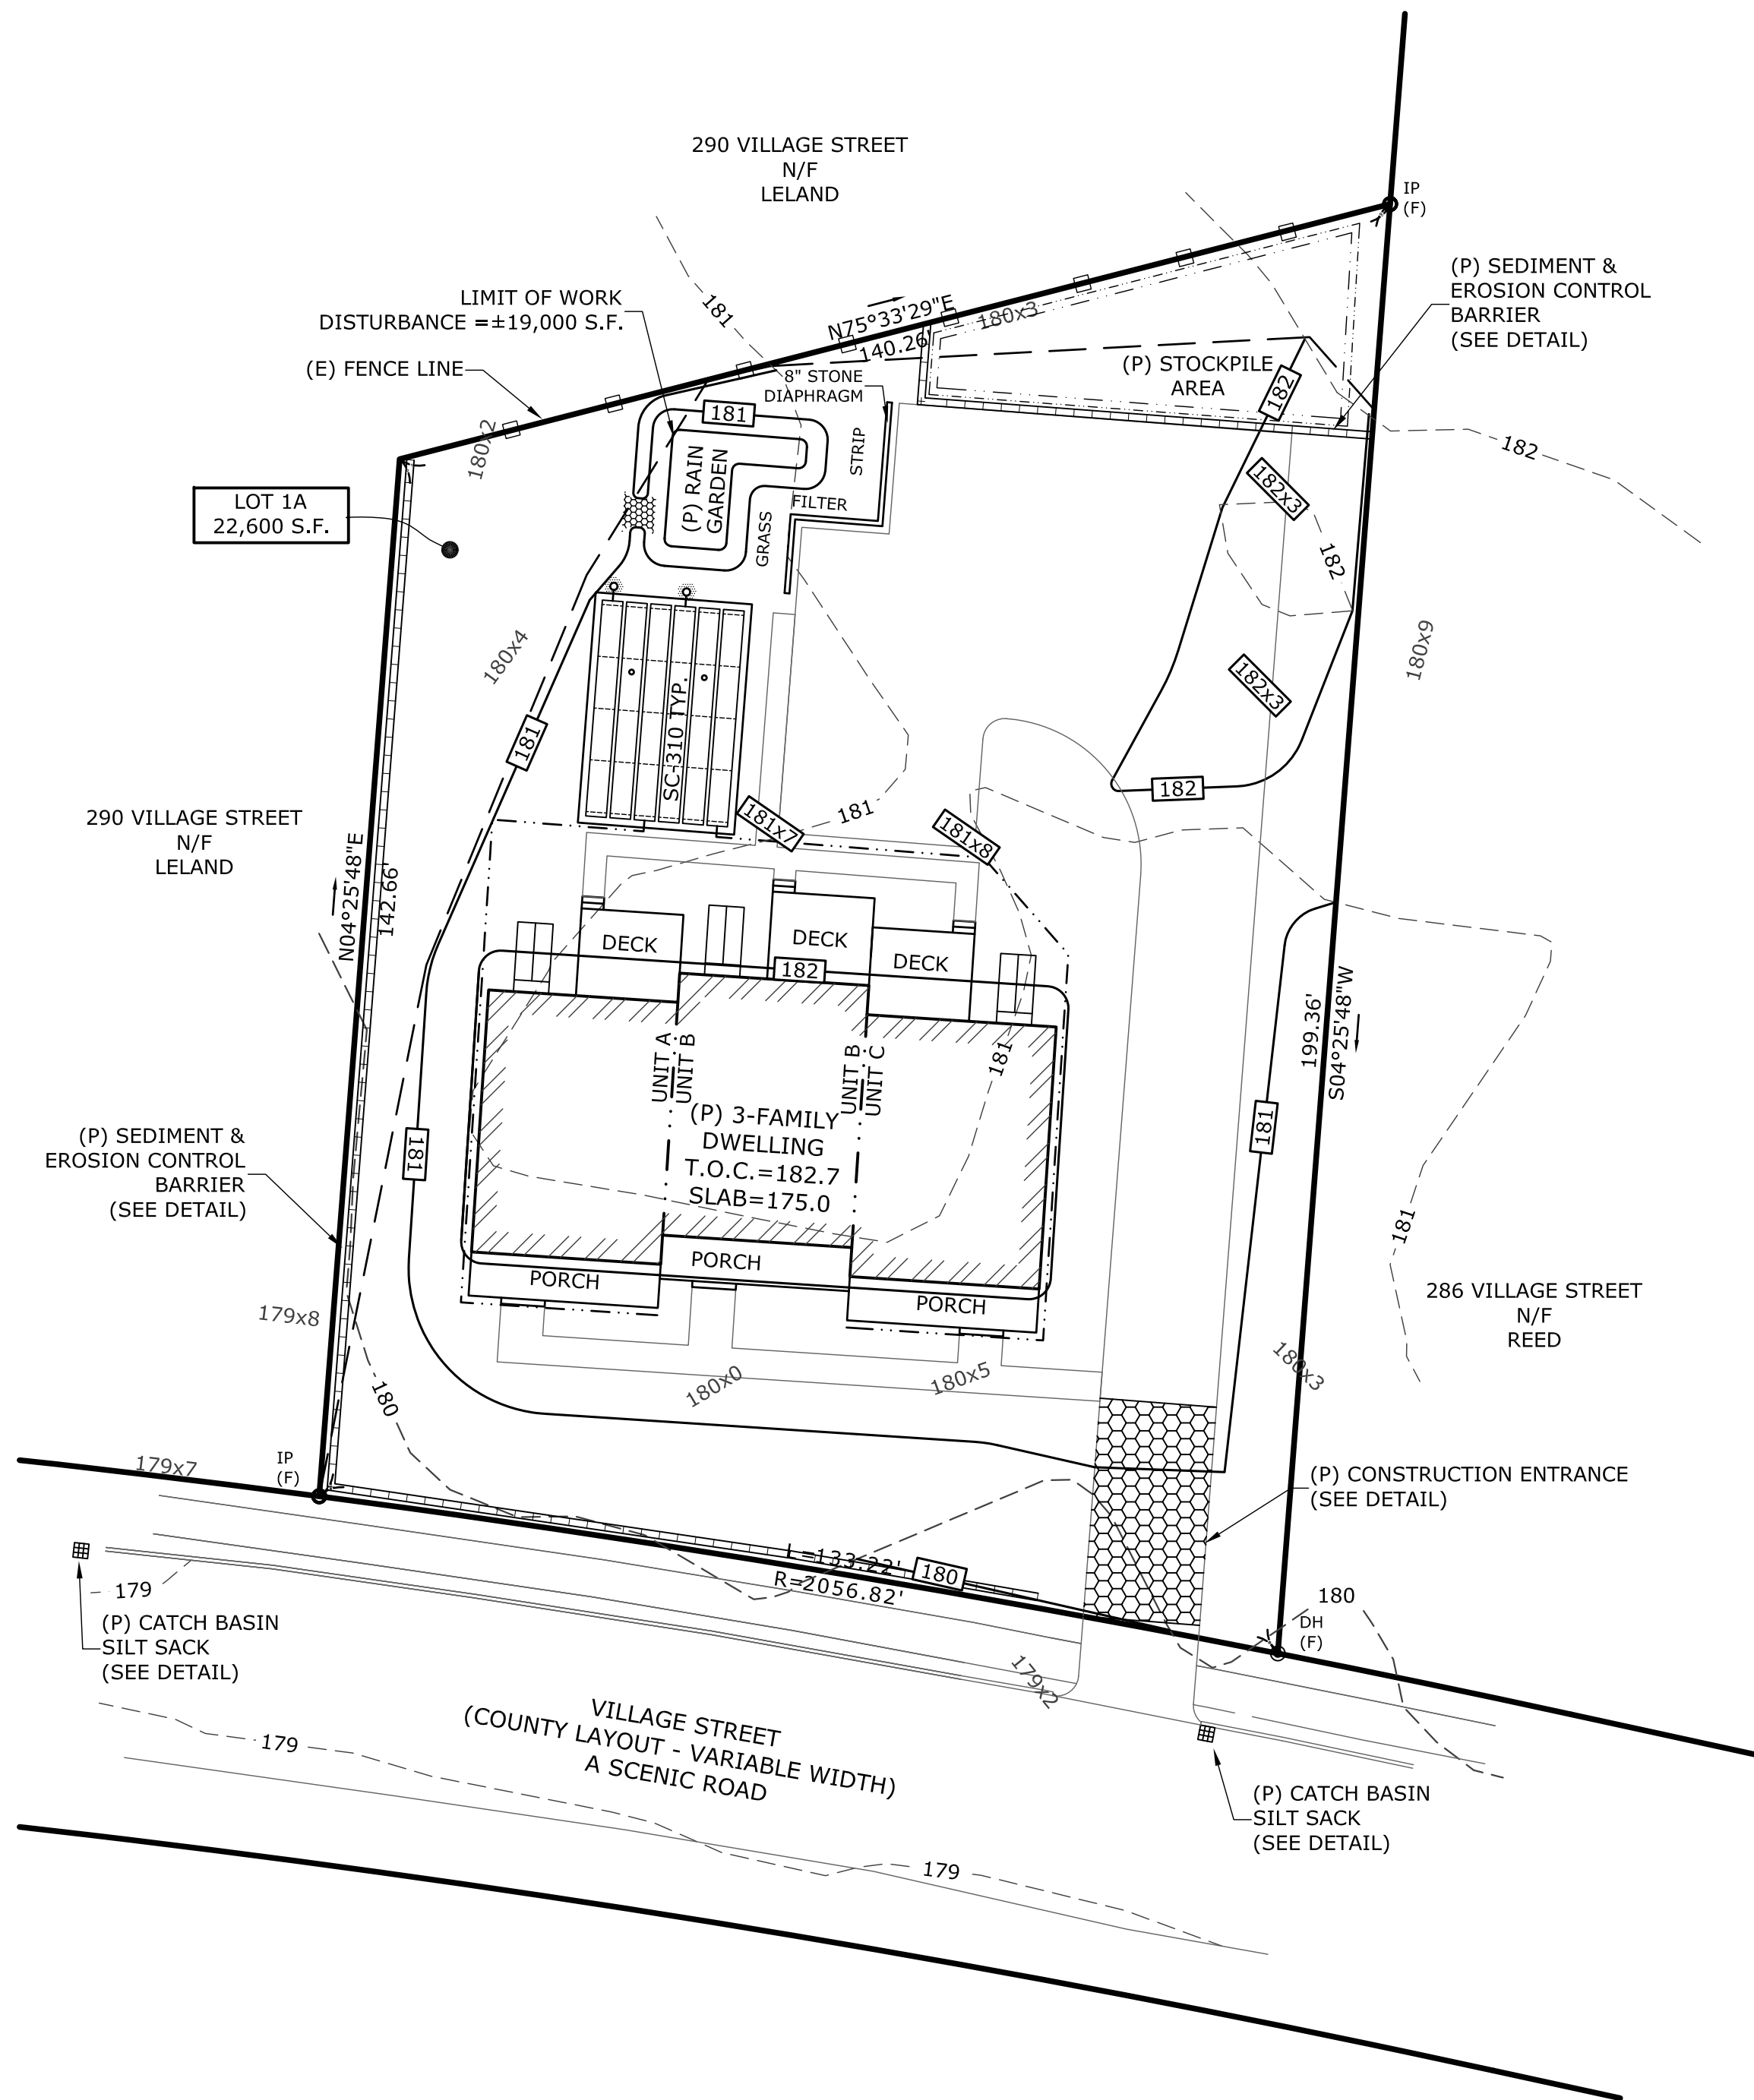 290 VILLAGE STREET
N/F
LELAND
IP
(F)
(P) SEDIMENT &
EROSION CONTROL
BARRIER
(SEE DETAIL)
LIMIT OF WORK
DISTURBANCE =±19,000 S.F.
(E) FENCE LINE
181
N75°33'29"E
140.26'
180x3
(P) STOCKPILE
AREA
182
8" STONE
DIAPHRAGM
181
180x2
STRIP
FILTER
GRASS
(P) RAIN
GARDEN
LOT 1A
22,600 S.F.
182
182x3
182
182x3
180x9
180x4
181
SC-310 TYP.
181x7
181
181x8
182
290 VILLAGE STREET
N/F
LELAND
N04°25'48"E
142.66'
DECK
DECK
DECK
182
199.36'
S04°25'48"W
UNIT A
UNIT B
UNIT B
UNIT C
181
(P) 3-FAMILY
DWELLING
T.O.C.=182.7
SLAB=175.0
181
181
181
(P) SEDIMENT &
EROSION CONTROL
BARRIER
(SEE DETAIL)
PORCH
PORCH
PORCH
179x8
286 VILLAGE STREET
N/F
REED
180x0
180x5
180x3
180
179x7
IP
(F)
(P) CONSTRUCTION ENTRANCE
(SEE DETAIL)
L=133.22'
R=2056.82'
180
179
180
DH
(F)
(P) CATCH BASIN
SILT SACK
(SEE DETAIL)
179x2
VILLAGE STREET
(COUNTY LAYOUT - VARIABLE WIDTH)
A SCENIC ROAD
179
(P) CATCH BASIN
SILT SACK
(SEE DETAIL)
179